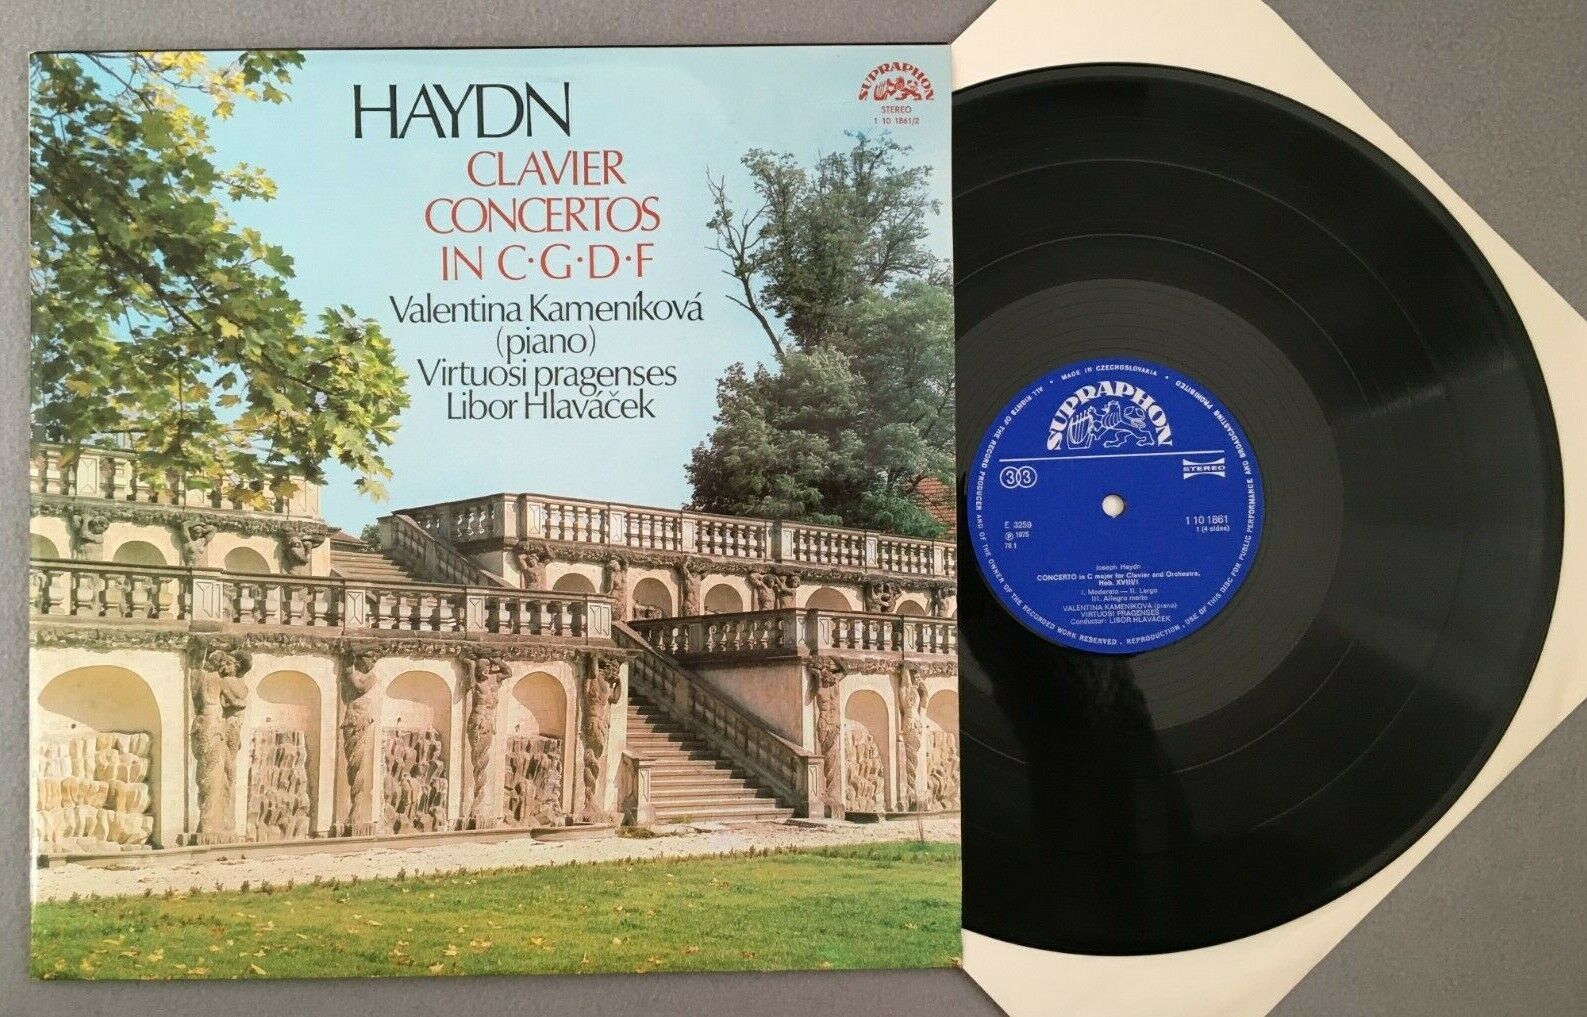 HAYDN
CLAVIER
CONCERTOS
IN C·G·D·F
Valentina Kameníková
(piano)
Virtuosi pragenses
Libor Hlaváček
SUPRAPHON
STEREO
1 10 1861/2
MADE IN CZECHOSLOVAKIA • ALL RIGHTS OF THE RECORD PRODUCER AND OF THE OWNER OF THE RECORDED WORK RESERVED . REPRODUCTION , USE OF THIS DISC FOR PUBLIC PERFORMANCE AND BROADCASTING PROHIBITED
SUPRAPHON
33
STEREO
E 3259
℗ 1975
1 10 1861
1 (4 sides)
Joseph Haydn
CONCERTO in C major for Clavier and Orchestra,
Hob. XVIII/1
I. Moderato — II. Largo
III. Allegro molto
VALENTINA KAMENÍKOVÁ (piano)
VIRTUOSI PRAGENSES
Conductor: LIBOR HLAVÁČEK